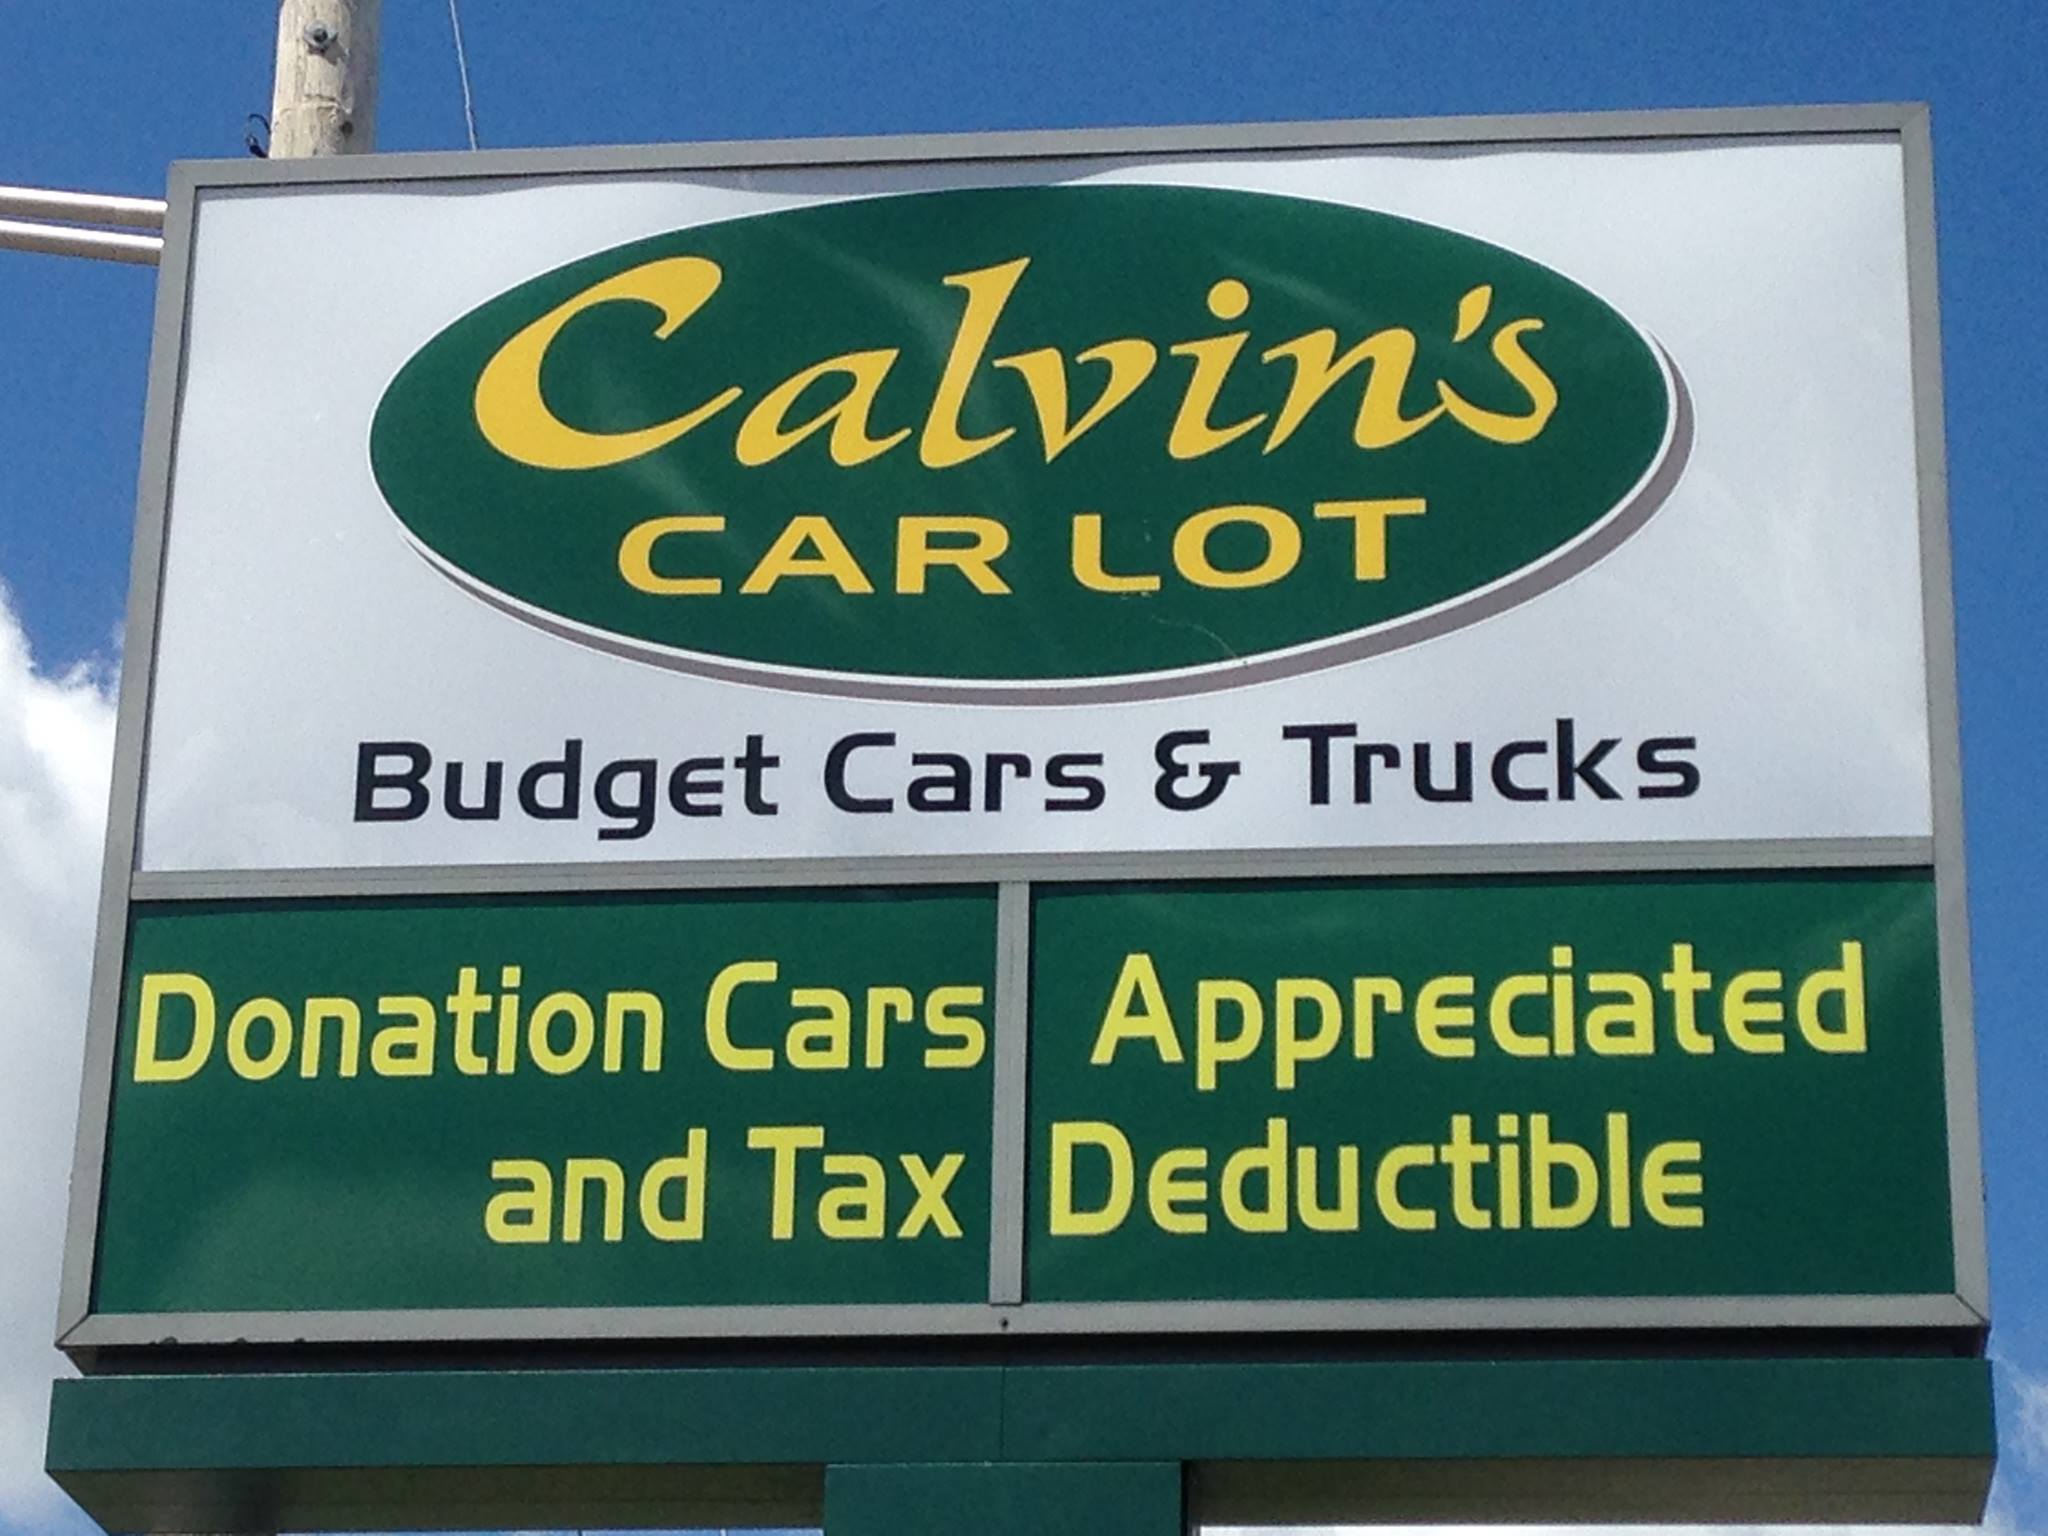 Calvin's
CAR LOT
Budget Cars & Trucks
Donation Cars Appreciated
and Tax Deductible